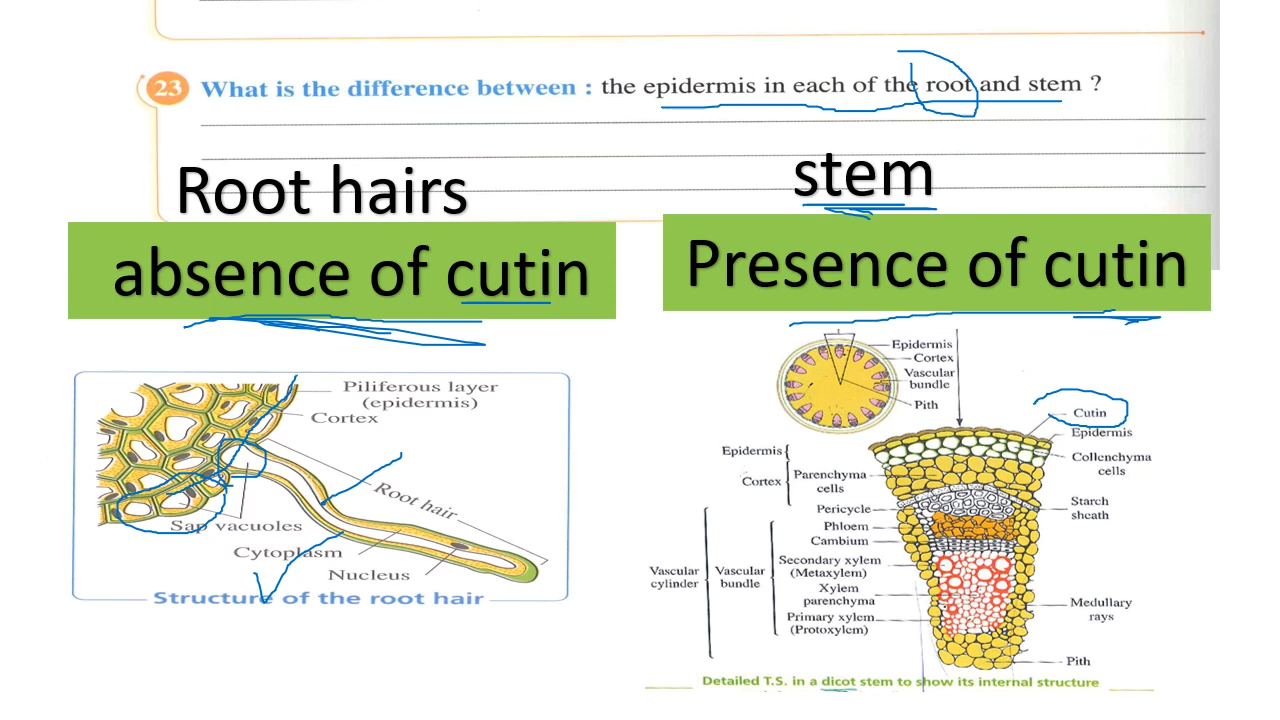 23 What is the difference between : the epidermis in each of the root and stem ?
Root hairs
absence of cutin
stem
Presence of cutin
Piliferous layer
(epidermis)
Cortex
Root hair
Sap vacuoles
Cytoplasm
Nucleus
Structure of the root hair
Epidermis
Cortex
Vascular
bundle
Pith
Cutin
Epidermis
Collenchyma
cells
Epidermis
Cortex
Parenchyma
cells
Pericycle
Phloem
Cambium
Starch
sheath
Vascular
cylinder
Vascular
bundle
Secondary xylem
(Metaxylem)
Xylem
parenchyma
Primary xylem
(Protoxylem)
Medullary
rays
Pith
Detailed T.S. in a dicot stem to show its internal structure